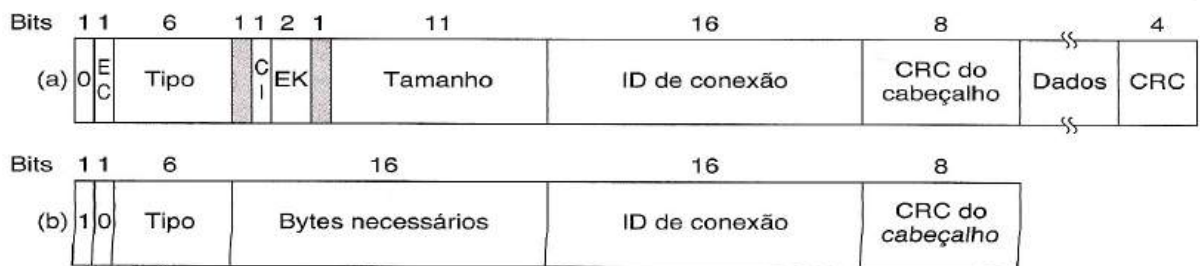 Bits 1 1 6 1 1 2 1 11 16 8 4
(a) 0 EC Tipo CI EK Tamanho ID de conexão CRC do cabeçalho Dados CRC
Bits 1 1 6 16 16 8
(b) 1 0 Tipo Bytes necessários ID de conexão CRC do cabeçalho